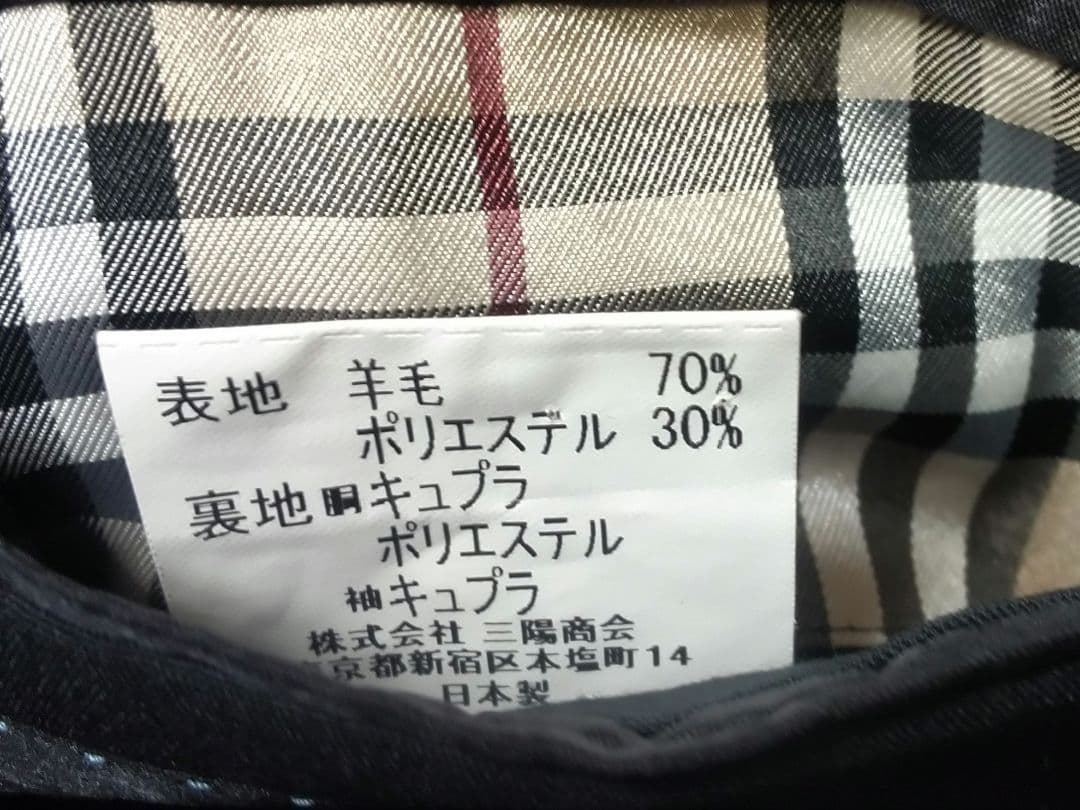 表地 羊毛 70%
ポリエステル 30%
裏地 胴 キュプラ
ポリエステル
袖 キュプラ
株式会社 三陽商会
京都新宿区本塩町14
日本製